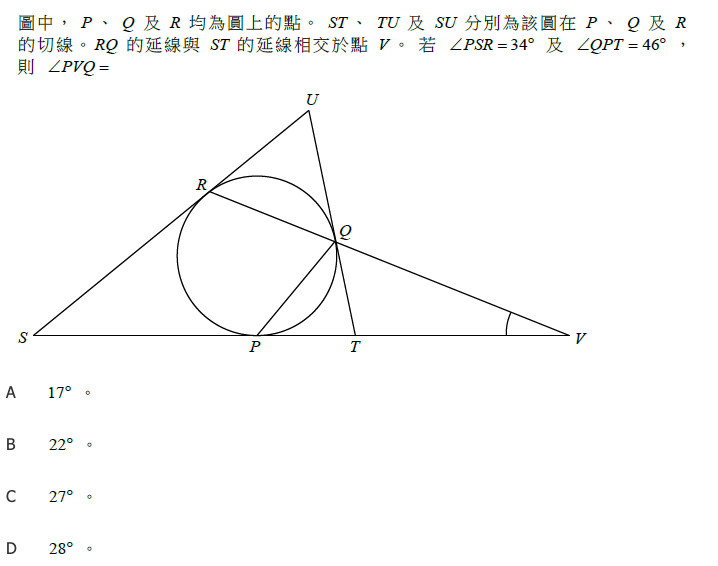 圖中，P、Q 及 R 均為圓上的點。ST、TU 及 SU 分別為該圓在 P、Q 及 R
的切線。RQ 的延線與 ST 的延線相交於點 V。若 ∠PSR = 34° 及 ∠QPT = 46°，
則 ∠PVQ =
U
R
Q
S
P
T
V
A 17°。
B 22°。
C 27°。
D 28°。